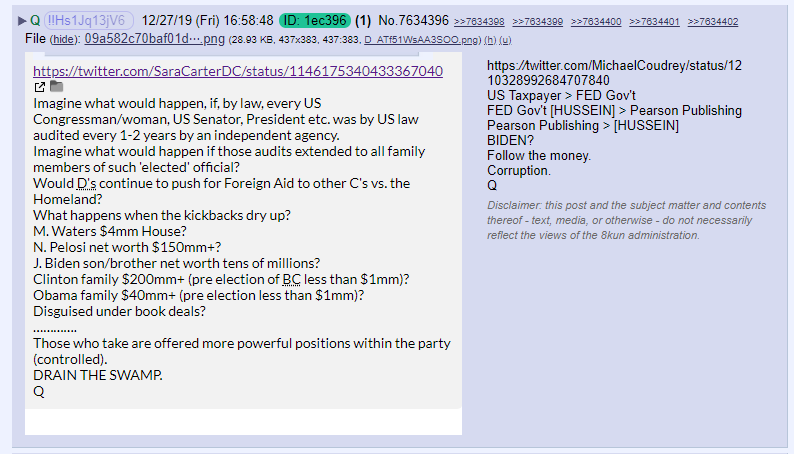 ▶Q !!Hs1Jq13jV6 12/27/19 (Fri) 16:58:48 ID: 1ec396 (1) No.7634396 >>7634398 >>7634399 >>7634400 >>7634401 >>7634402
File (hide): 09a582c70baf01d⋯.png (28.93 KB, 437x383, 437:383, D_ATf51WsAA3SOO.png) (h) (u)
https://twitter.com/SaraCarterDC/status/1146175340433367040
Imagine what would happen, if, by law, every US
Congressman/woman, US Senator, President etc. was by US law
audited every 1-2 years by an independent agency.
Imagine what would happen if those audits extended to all family
members of such 'elected' official?
Would D's continue to push for Foreign Aid to other C's vs. the
Homeland?
What happens when the kickbacks dry up?
M. Waters $4mm House?
N. Pelosi net worth $150mm+?
J. Biden son/brother net worth tens of millions?
Clinton family $200mm+ (pre election of BC less than $1mm)?
Obama family $40mm+ (pre election less than $1mm)?
Disguised under book deals?
.............
Those who take are offered more powerful positions within the party
(controlled).
DRAIN THE SWAMP.
Q
https://twitter.com/MichaelCoudrey/status/12
10328992684707840
US Taxpayer > FED Gov't
FED Gov't [HUSSEIN] > Pearson Publishing
Pearson Publishing > [HUSSEIN]
BIDEN?
Follow the money.
Corruption.
Q
Disclaimer: this post and the subject matter and contents
thereof - text, media, or otherwise - do not necessarily
reflect the views of the 8kun administration.